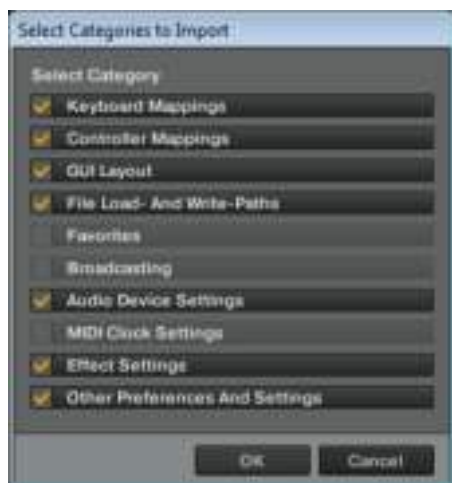 Select Categories to Import
Select Category
Keyboard Mappings
Controller Mappings
GUI Layout
File Load- And Write-Paths
Favorites
Broadcasting
Audio Device Settings
MIDI Clock Settings
Effect Settings
Other Preferences And Settings
OK Cancel